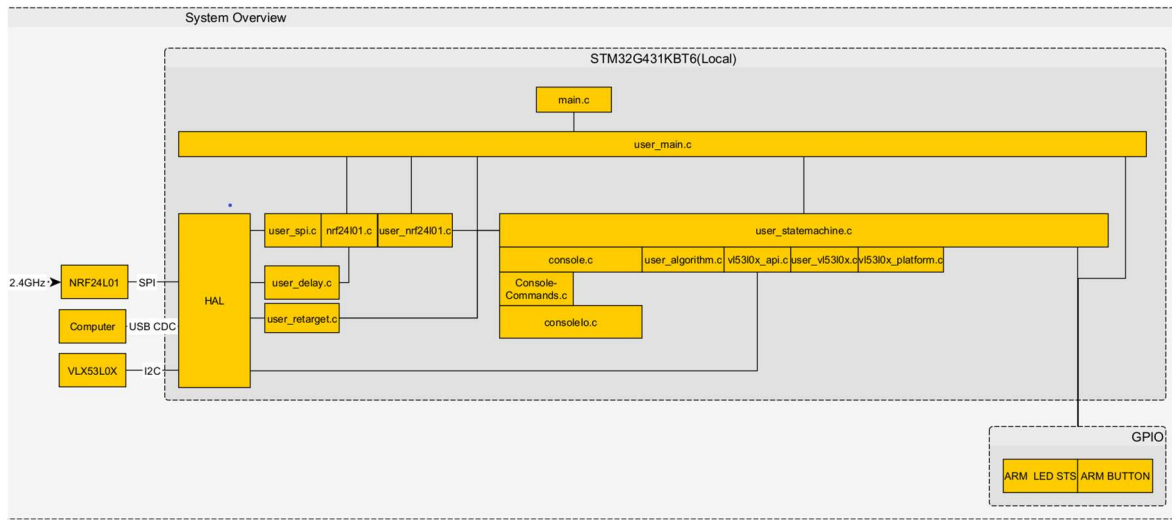 System Overview
STM32G431KBT6(Local)
main.c
user_main.c
user_spi.c
nrf24l01.c
user_nrf24l01.c
user_statemachine.c
console.c
user_algorithm.c
vl53l0x_api.c
user_vl53l0x.c
vl53l0x_platform.c
2.4GHz
NRF24L01
SPI
HAL
user_delay.c
Console-
Commands.c
Computer
USB CDC
user_retarget.c
consoleIo.c
VLX53L0X
I2C
GPIO
ARM LED STS
ARM BUTTON